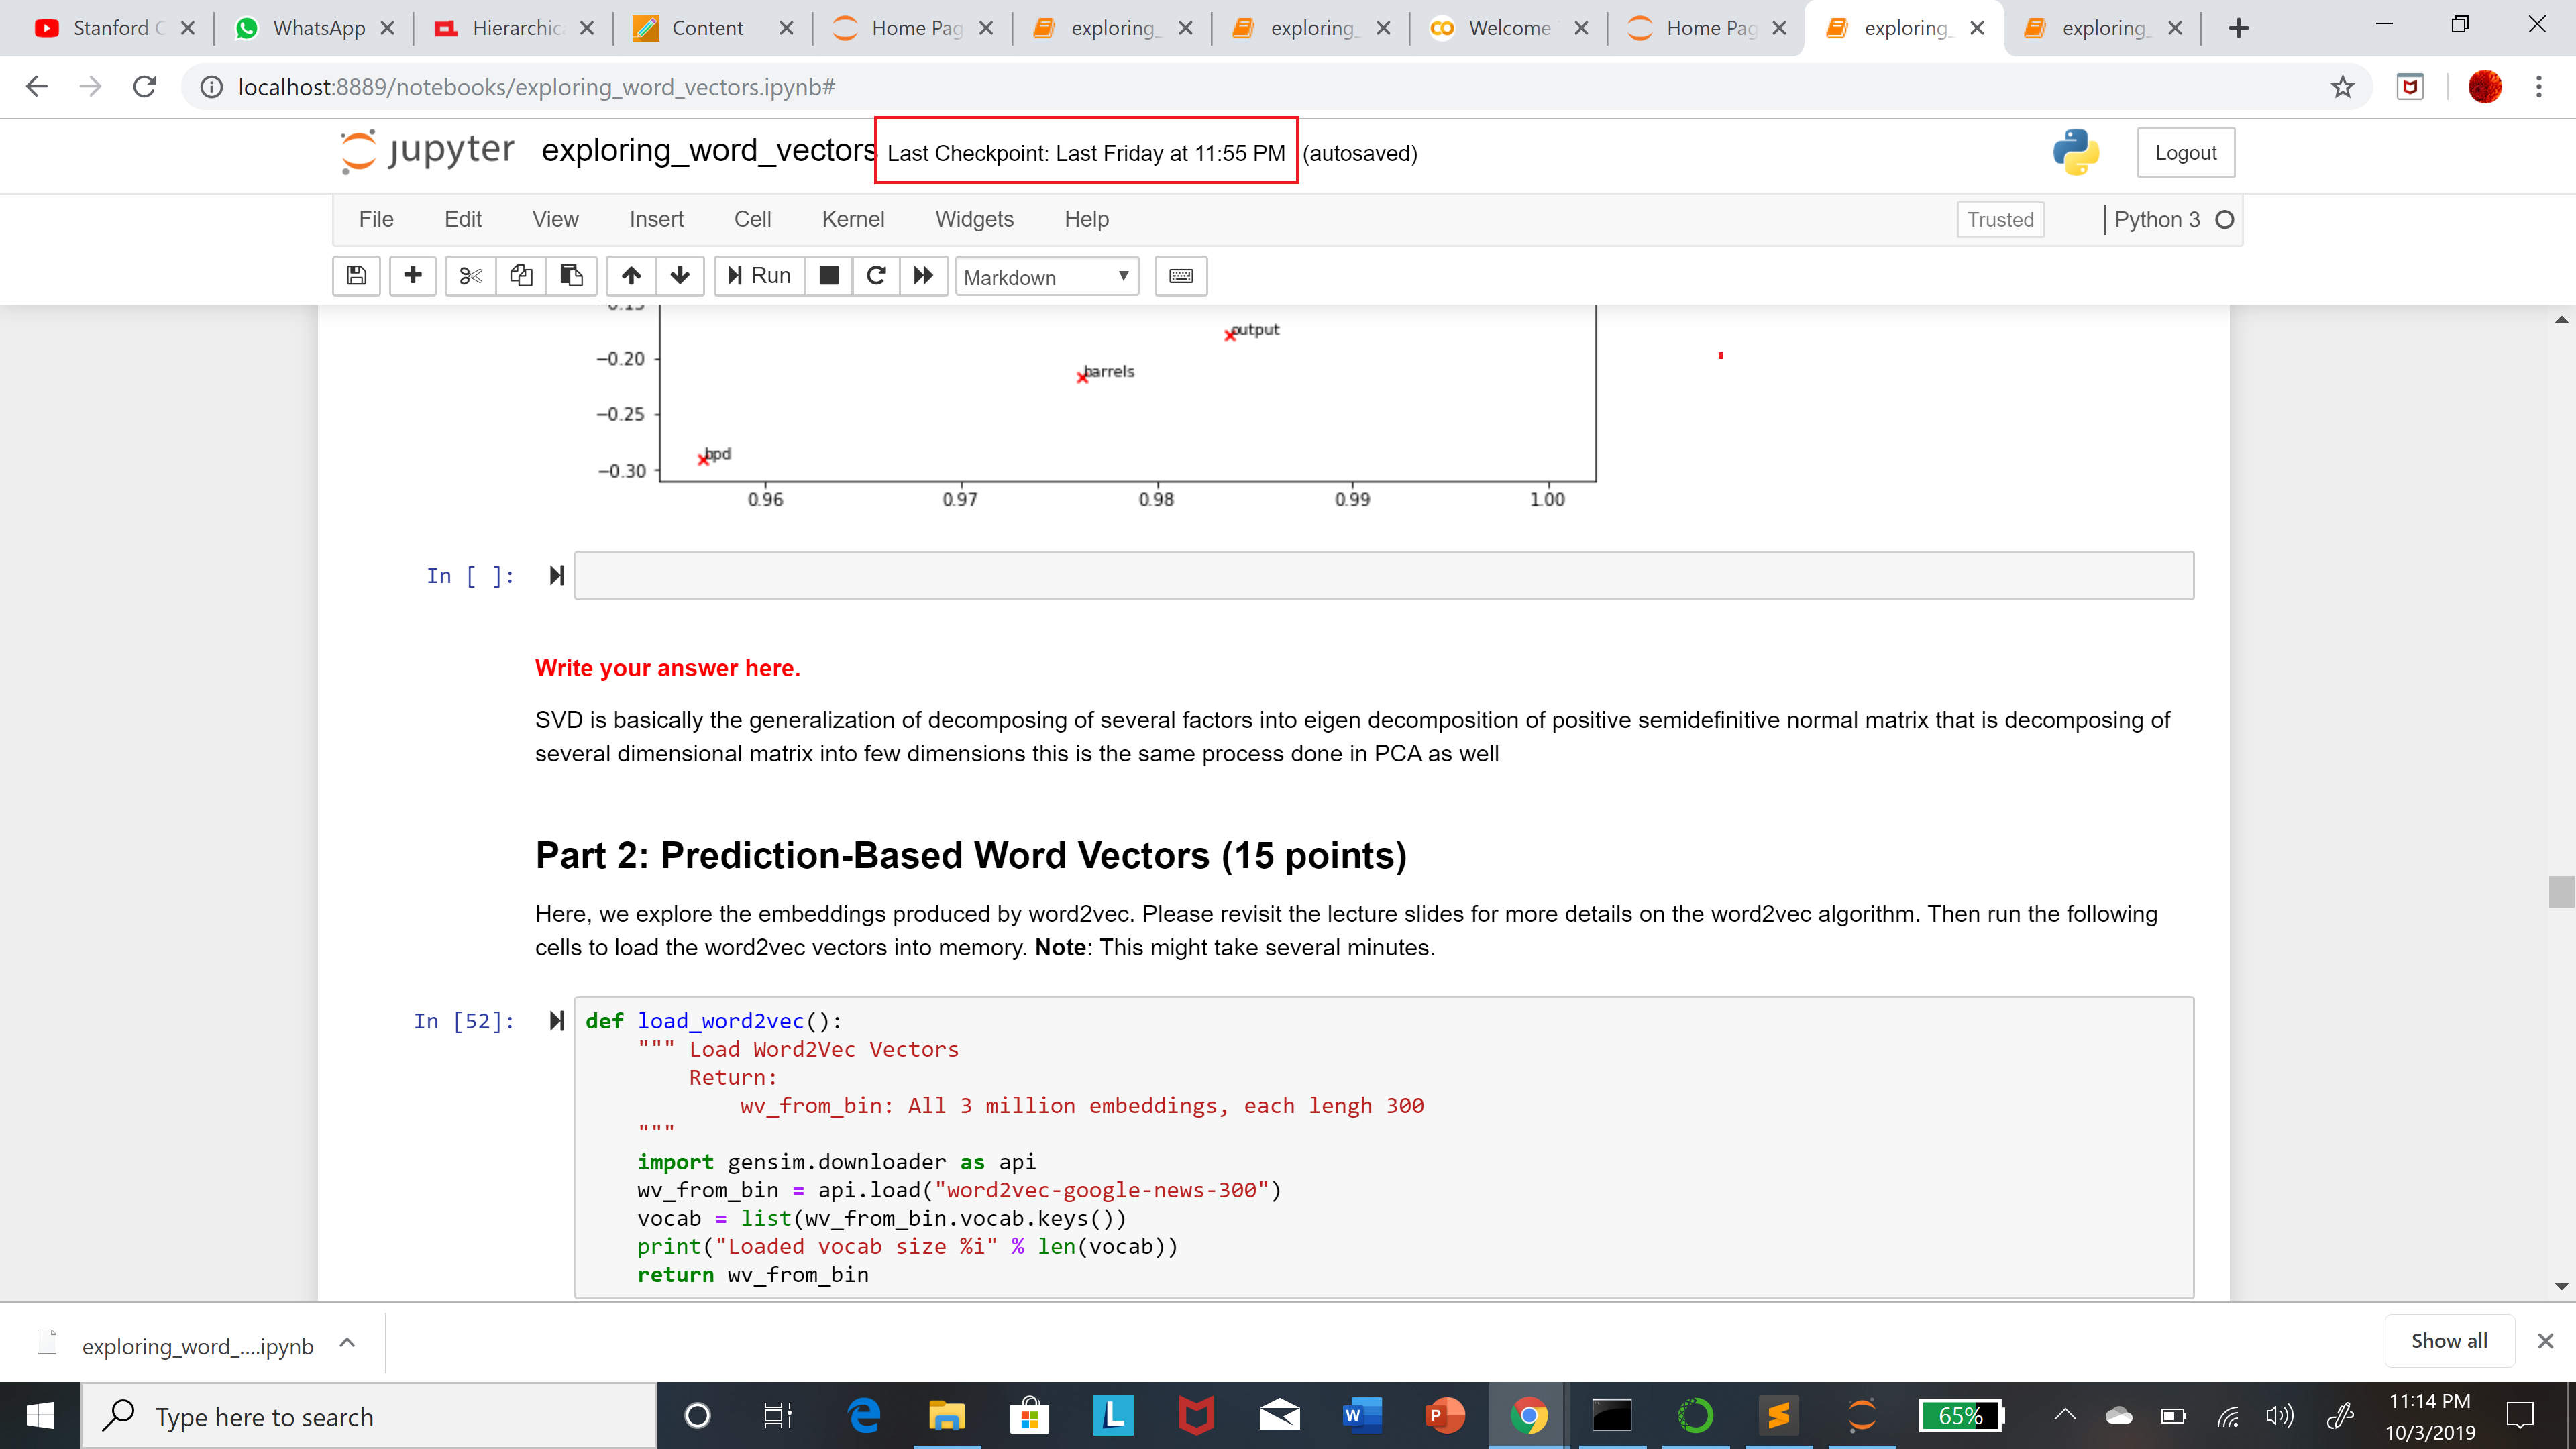 Stanford C
WhatsApp
Hierarchic
Content
Home Pag
exploring_
exploring_
Welcome
Home Pag
exploring_
exploring_
localhost:8889/notebooks/exploring_word_vectors.ipynb#
jupyter
exploring_word_vectors
Last Checkpoint: Last Friday at 11:55 PM (autosaved)
Logout
File
Edit
View
Insert
Cell
Kernel
Widgets
Help
Trusted
Python 3
Run
Markdown
−0.15
−0.20
−0.25
−0.30
output
barrels
bpd
0.96
0.97
0.98
0.99
1.00
In [ ]:
Write your answer here.
SVD is basically the generalization of decomposing of several factors into eigen decomposition of positive semidefinitive normal matrix that is decomposing of
several dimensional matrix into few dimensions this is the same process done in PCA as well
Part 2: Prediction-Based Word Vectors (15 points)
Here, we explore the embeddings produced by word2vec. Please revisit the lecture slides for more details on the word2vec algorithm. Then run the following
cells to load the word2vec vectors into memory. Note: This might take several minutes.
In [52]:
def load_word2vec():
""" Load Word2Vec Vectors
Return:
wv_from_bin: All 3 million embeddings, each lengh 300
"""
import gensim.downloader as api
wv_from_bin = api.load("word2vec-google-news-300")
vocab = list(wv_from_bin.vocab.keys())
print("Loaded vocab size %i" % len(vocab))
return wv_from_bin
exploring_word_....ipynb
Show all
Type here to search
65%
11:14 PM
10/3/2019